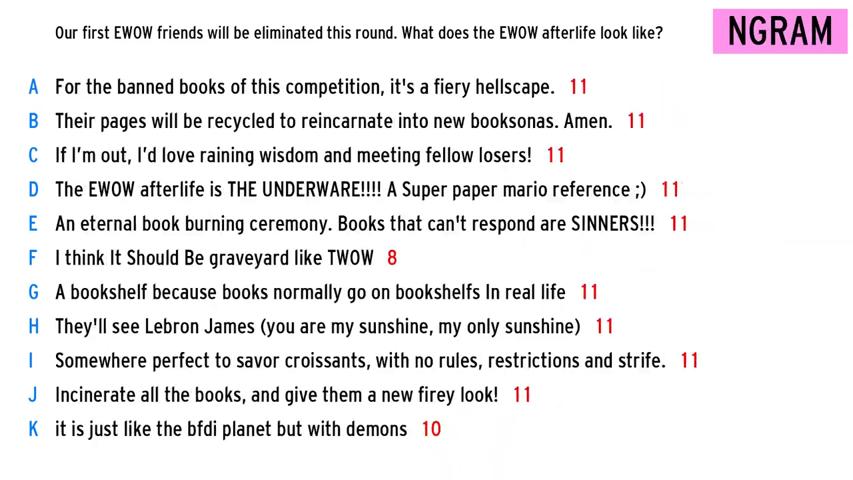 Our first EWOW friends will be eliminated this round. What does the EWOW afterlife look like?
NGRAM
A For the banned books of this competition, it's a fiery hellscape. 11
B Their pages will be recycled to reincarnate into new booksonas. Amen. 11
C If I'm out, I'd love raining wisdom and meeting fellow losers! 11
D The EWOW afterlife is THE UNDERWARE!!!! A Super paper mario reference ;) 11
E An eternal book burning ceremony. Books that can't respond are SINNERS!!! 11
F I think It Should Be graveyard like TWOW 8
G A bookshelf because books normally go on bookshelfs In real life 11
H They'll see Lebron James (you are my sunshine, my only sunshine) 11
I Somewhere perfect to savor croissants, with no rules, restrictions and strife. 11
J Incinerate all the books, and give them a new firey look! 11
K it is just like the bfdi planet but with demons 10